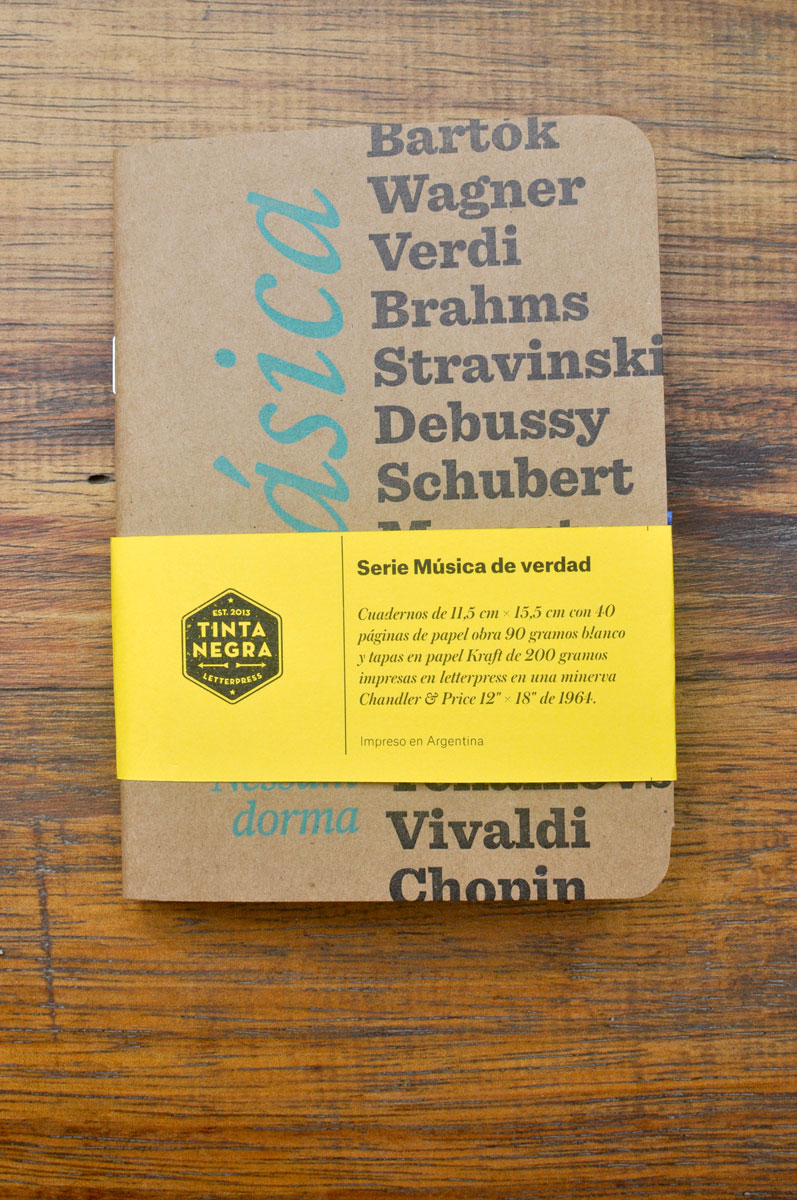 Bartók
Wagner
Verdi
Brahms
Stravinski
Debussy
Schubert
ásica
EST. 2013
TINTA
NEGRA
LETTERPRESS
Serie Música de verdad
Cuadernos de 11,5 cm × 15,5 cm con 40
páginas de papel obra 90 gramos blanco
y tapas en papel Kraft de 200 gramos
impresas en letterpress en una minerva
Chandler & Price 12" × 18" de 1964.
Impreso en Argentina
Nessun
dorma
Vivaldi
Chopin